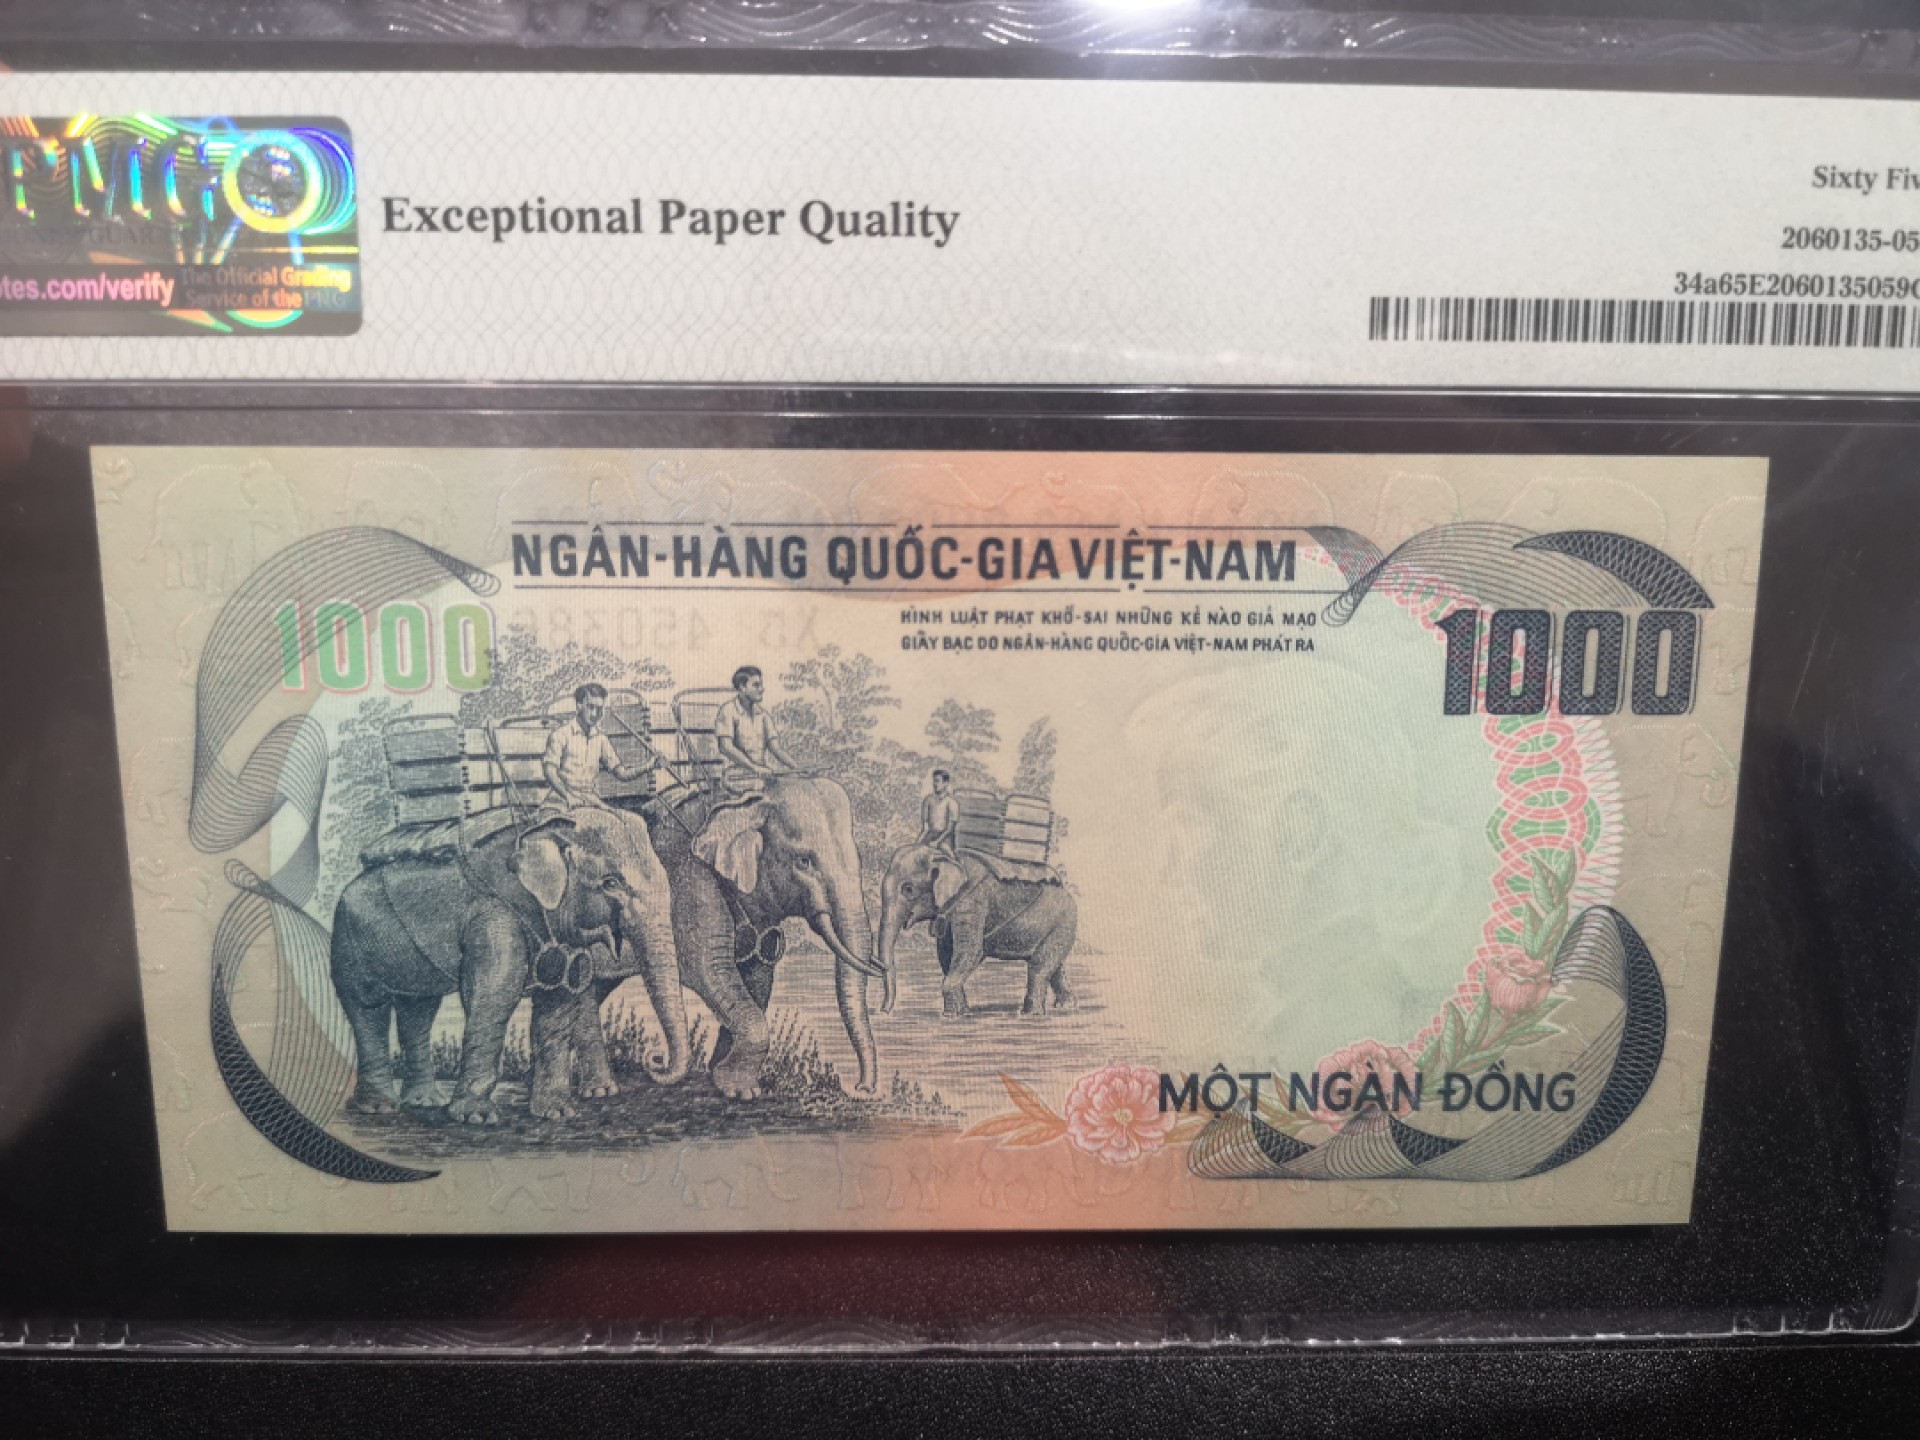 PMG
Exceptional Paper Quality
Sixty Fiv
2060135-05
34a65E2060135059
tes.com/verify
The Official Grading
Service of the PNG
NGÂN-HÀNG QUỐC-GIA VIỆT-NAM
1000
HÌNH LUẬT PHẠT KHỔ-SAI NHỮNG KẺ NÀO GIẢ MẠO
GIẤY BẠC DO NGÂN-HÀNG QUỐC-GIA VIỆT-NAM PHÁT RA
1000
MỘT NGÀN ĐỒNG